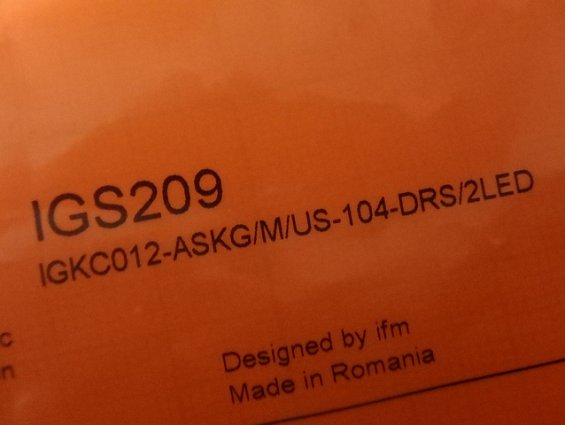 IGS209
IGKC012-ASKG/M/US-104-DRS/2LED
c
n
Designed by ifm
Made in Romania